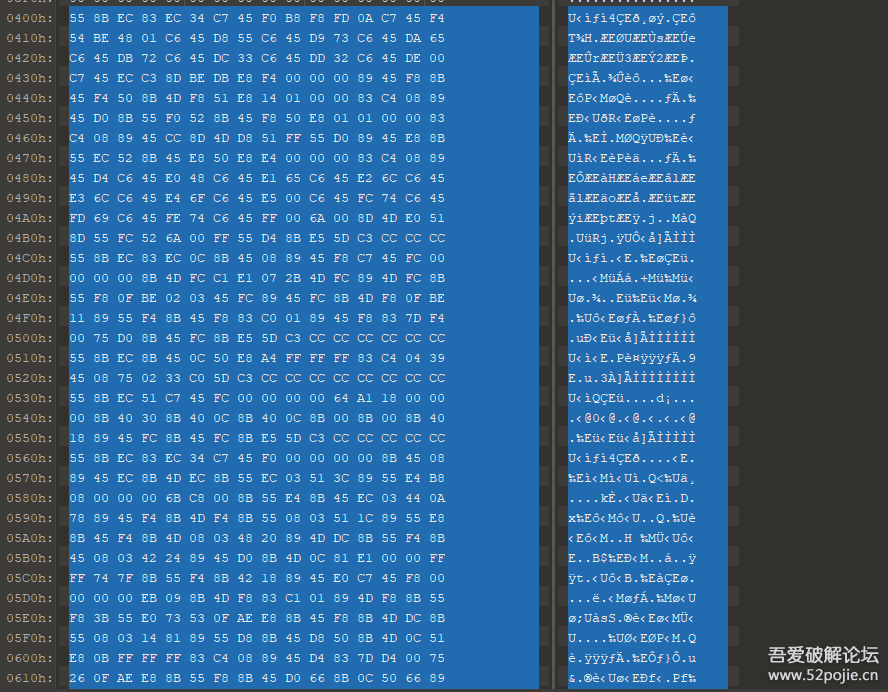 0400h: 55 8B EC 83 EC 34 C7 45 F0 B8 F8 FD 0A C7 45 F4 U‹ìƒì4ÇEð¸øý.ÇEô
0410h: 54 BE 48 01 C6 45 D8 55 C6 45 D9 73 C6 45 DA 65 T¾H.ÆEØUÆEÙsÆEÚe
0420h: C6 45 DB 72 C6 45 DC 33 C6 45 DD 32 C6 45 DE 00 ÆEÛrÆEÜ3ÆEÝ2ÆEÞ.
0430h: C7 45 EC C3 8D BE DB E8 F4 00 00 00 89 45 F8 8B ÇEìÃ.¾Ûèô...‰Eø‹
0440h: 45 F4 50 8B 4D F8 51 E8 14 01 00 00 83 C4 08 89 EôP‹MøQè....ƒÄ.‰
0450h: 45 D0 8B 55 F0 52 8B 45 F8 50 E8 01 01 00 00 83 EÐ‹UðR‹EøPè....ƒ
0460h: C4 08 89 45 CC 8D 4D D8 51 FF 55 D0 89 45 E8 8B Ä.‰EÌ.MØQÿUÐ‰Eè‹
0470h: 55 EC 52 8B 45 E8 50 E8 E4 00 00 00 83 C4 08 89 UìR‹EèPèä...ƒÄ.‰
0480h: 45 D4 C6 45 E0 48 C6 45 E1 65 C6 45 E2 6C C6 45 EÔÆEàHÆEáeÆEâlÆE
0490h: E3 6C C6 45 E4 6F C6 45 E5 00 C6 45 FC 74 C6 45 ãlÆEäoÆEå.ÆEütÆE
04A0h: FD 69 C6 45 FE 74 C6 45 FF 00 6A 00 8D 4D E0 51 ýiÆEþtÆEÿ.j..MàQ
04B0h: 8D 55 FC 52 6A 00 FF 55 D4 8B E5 5D C3 CC CC CC .UüRj.ÿUÔ‹å]ÃÌÌÌ
04C0h: 55 8B EC 83 EC 0C 8B 45 08 89 45 F8 C7 45 FC 00 U‹ìƒì.‹E.‰EøÇEü.
04D0h: 00 00 00 8B 4D FC C1 E1 07 2B 4D FC 89 4D FC 8B ...‹MüÁá.+Mü‰Mü‹
04E0h: 55 F8 0F BE 02 03 45 FC 89 45 FC 8B 4D F8 0F BE Uø.¾..Eü‰Eü‹Mø.¾
04F0h: 11 89 55 F4 8B 45 F8 83 C0 01 89 45 F8 83 7D F4 .‰Uô‹EøƒÀ.‰Eøƒ}ô
0500h: 00 75 D0 8B 45 FC 8B E5 5D C3 CC CC CC CC CC CC .uÐ‹Eü‹å]ÃÌÌÌÌÌÌ
0510h: 55 8B EC 8B 45 0C 50 E8 A4 FF FF FF 83 C4 04 39 U‹ì‹E.Pè¤ÿÿÿƒÄ.9
0520h: 45 08 75 02 33 C0 5D C3 CC CC CC CC CC CC CC CC E.u.3À]ÃÌÌÌÌÌÌÌÌ
0530h: 55 8B EC 51 C7 45 FC 00 00 00 00 64 A1 18 00 00 U‹ìQÇEü....d¡...
0540h: 00 8B 40 30 8B 40 0C 8B 40 0C 8B 00 8B 00 8B 40 .‹@0‹@.‹@.‹.‹.‹@
0550h: 18 89 45 FC 8B 45 FC 8B E5 5D C3 CC CC CC CC CC .‰Eü‹Eü‹å]ÃÌÌÌÌÌ
0560h: 55 8B EC 83 EC 34 C7 45 F0 00 00 00 00 8B 45 08 U‹ìƒì4ÇEð....‹E.
0570h: 89 45 EC 8B 4D EC 8B 55 EC 03 51 3C 89 55 E4 B8 ‰Eì‹Mì‹Uì.Q<‰Uä¸
0580h: 08 00 00 00 6B C8 00 8B 55 E4 8B 45 EC 03 44 0A ....kÈ.‹Uä‹Eì.D.
0590h: 78 89 45 F4 8B 4D F4 8B 55 08 03 51 1C 89 55 E8 x‰Eô‹Mô‹U..Q.‰Uè
05A0h: 8B 45 F4 8B 4D 08 03 48 20 89 4D DC 8B 55 F4 8B ‹Eô‹M..H ‰MÜ‹Uô‹
05B0h: 45 08 03 42 24 89 45 D0 8B 4D 0C 81 E1 00 00 FF E..B$‰EÐ‹M..á..ÿ
05C0h: FF 74 7F 8B 55 F4 8B 42 18 89 45 E0 C7 45 F8 00 ÿt.‹Uô‹B.‰EàÇEø.
05D0h: 00 00 00 EB 09 8B 4D F8 83 C1 01 89 4D F8 8B 55 ...ë.‹MøƒÁ.‰Mø‹U
05E0h: F8 3B 55 E0 73 53 0F AE E8 8B 45 F8 8B 4D DC 8B ø;UàsS.®è‹Eø‹MÜ‹
05F0h: 55 08 03 14 81 89 55 D8 8B 45 D8 50 8B 4D 0C 51 U....‰UØ‹EØP‹M.Q
0600h: E8 0B FF FF FF 83 C4 08 89 45 D4 83 7D D4 00 75 è.ÿÿÿƒÄ.‰EÔƒ}Ô.u
0610h: 26 0F AE E8 8B 55 F8 8B 45 D0 66 8B 0C 50 66 89 &.®è‹Uø‹EÐf‹.Pf‰
吾爱破解论坛
www.52pojie.cn